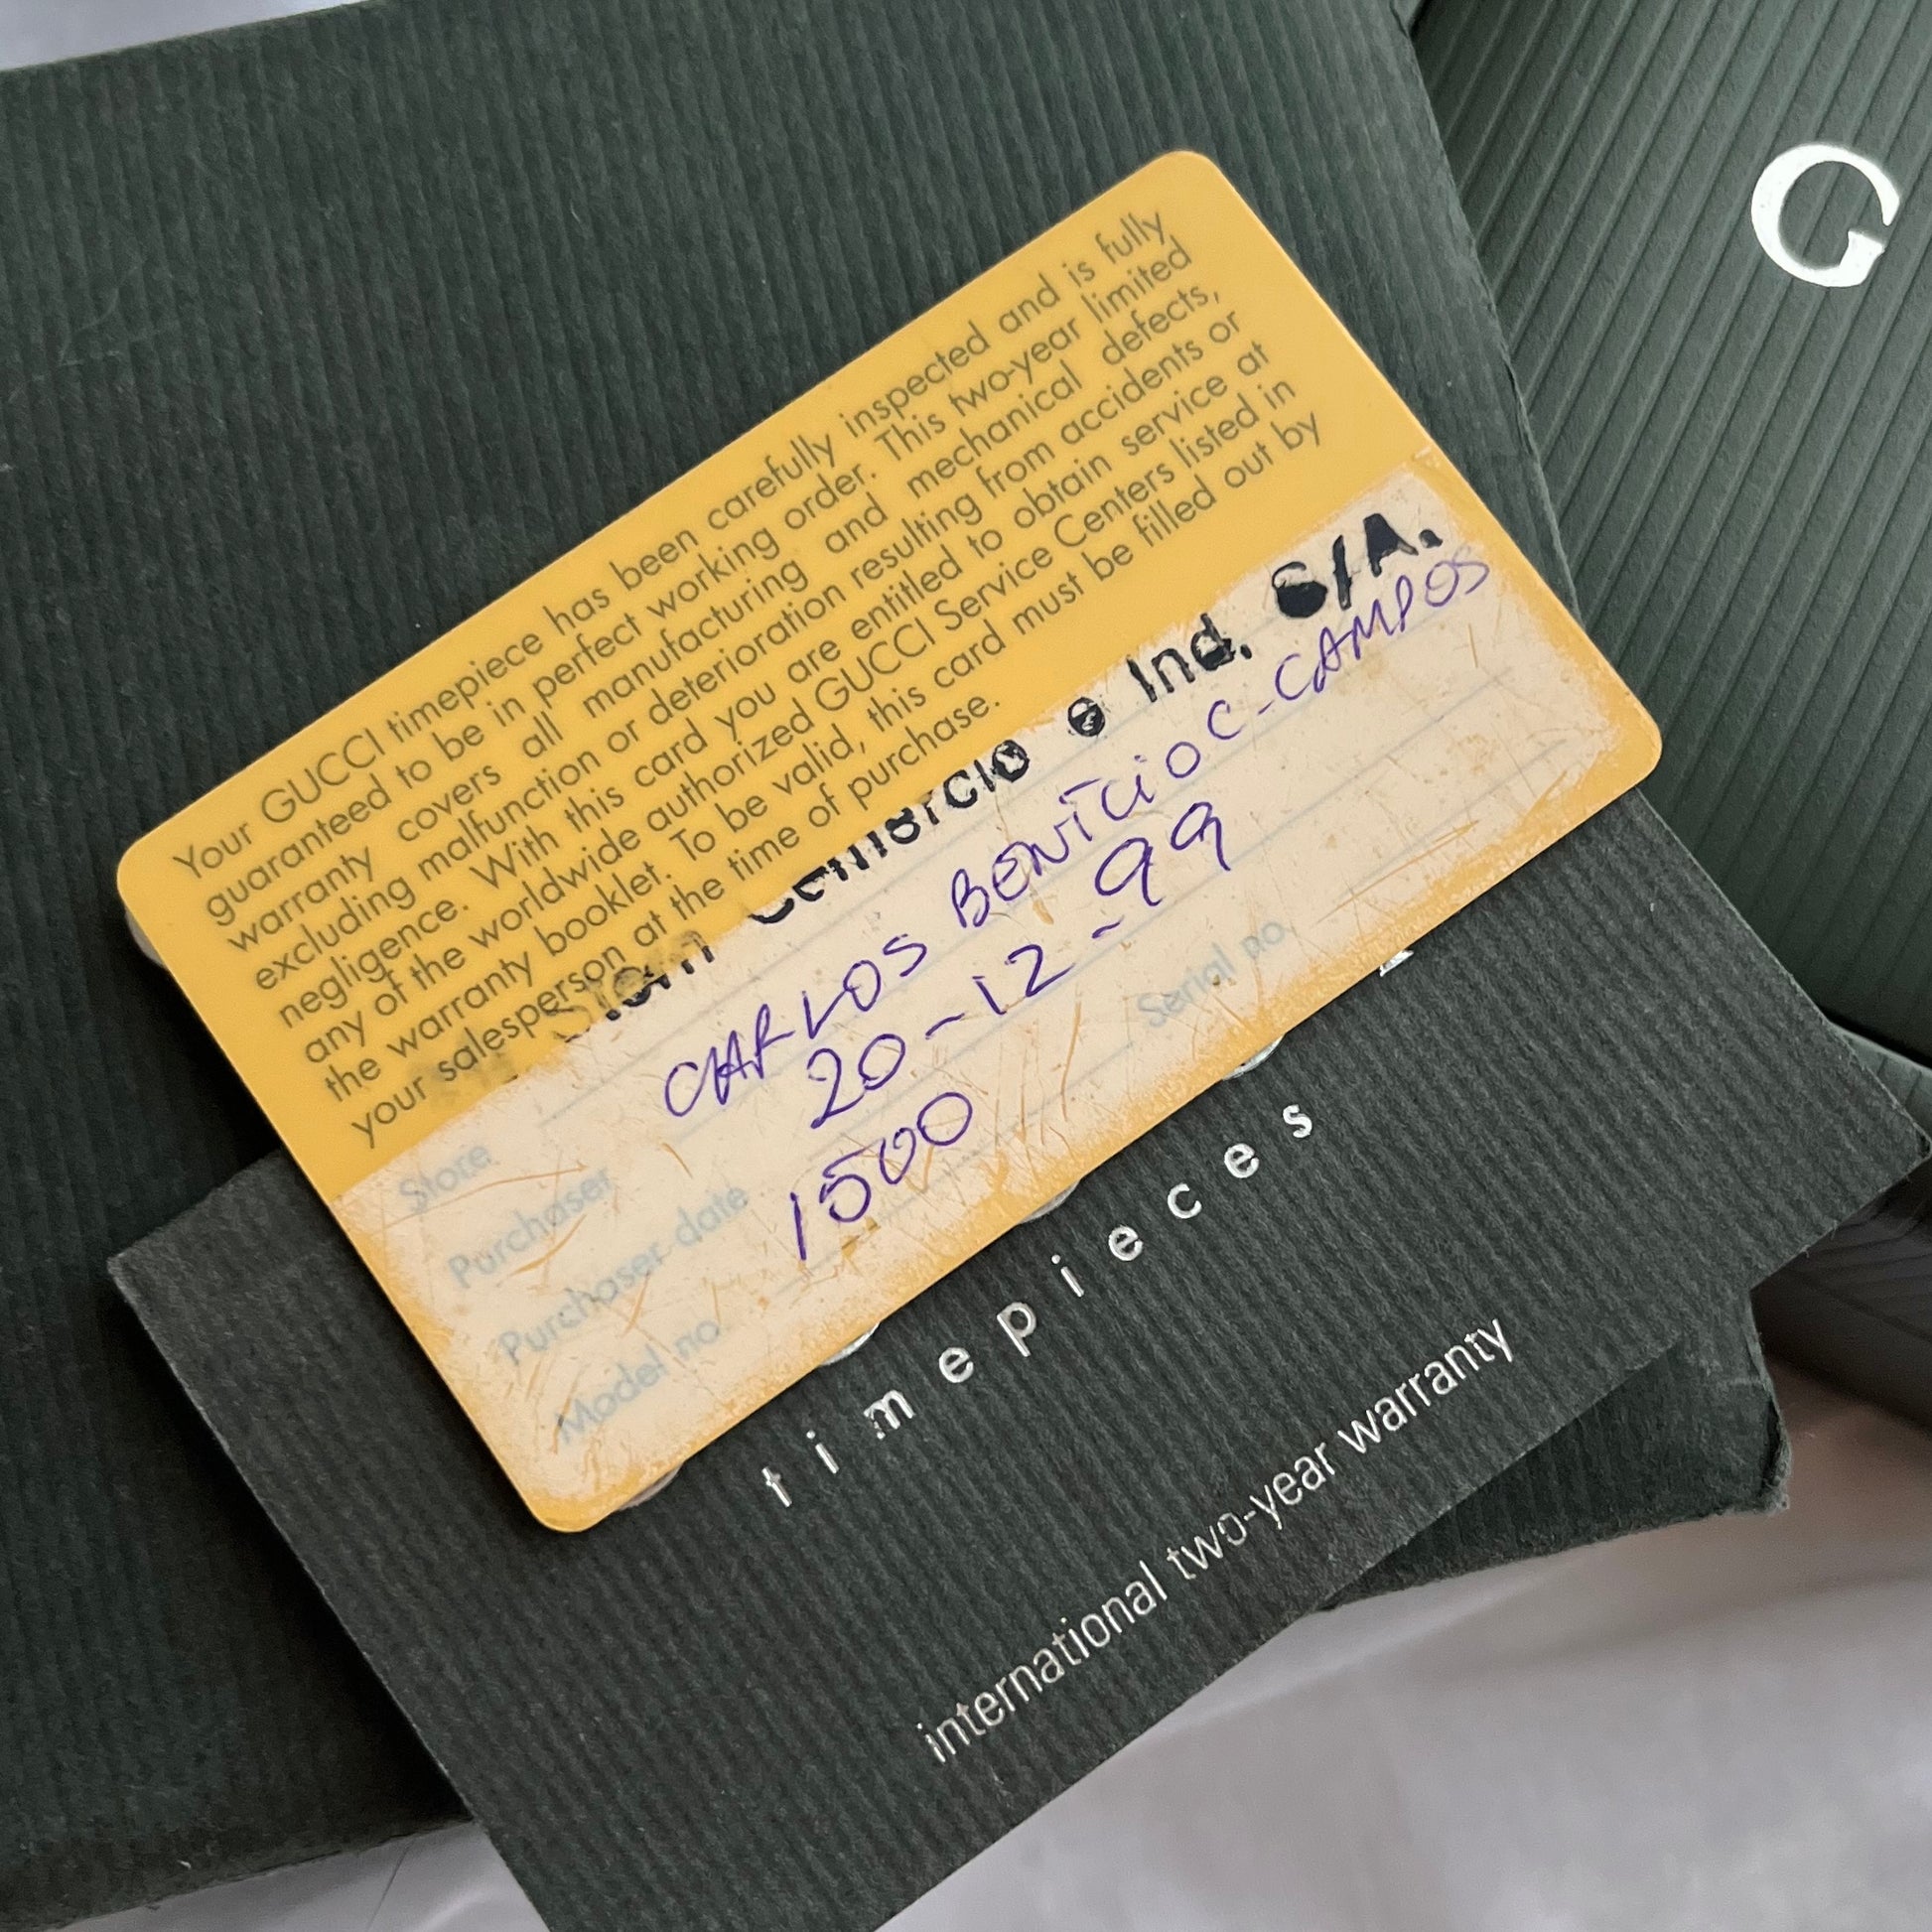 G
Your GUCCI timepiece has been carefully inspected and is fully
guaranteed to be in perfect working order. This two-year limited
warranty covers all manufacturing and mechanical defects,
excluding malfunction or deterioration resulting from accidents or
negligence. With this card you are entitled to obtain service at
any of the worldwide authorized GUCCI Service Centers listed in
the warranty booklet. To be valid, this card must be filled out by
your salesperson at the time of purchase.
Store Stern Comercio e Ind. S/A.
Purchaser CARLOS BENTCIO C-CAMPOS
Purchaser date 20-12-99
Model no 1500 Serial no
timepieces
international two-year warranty